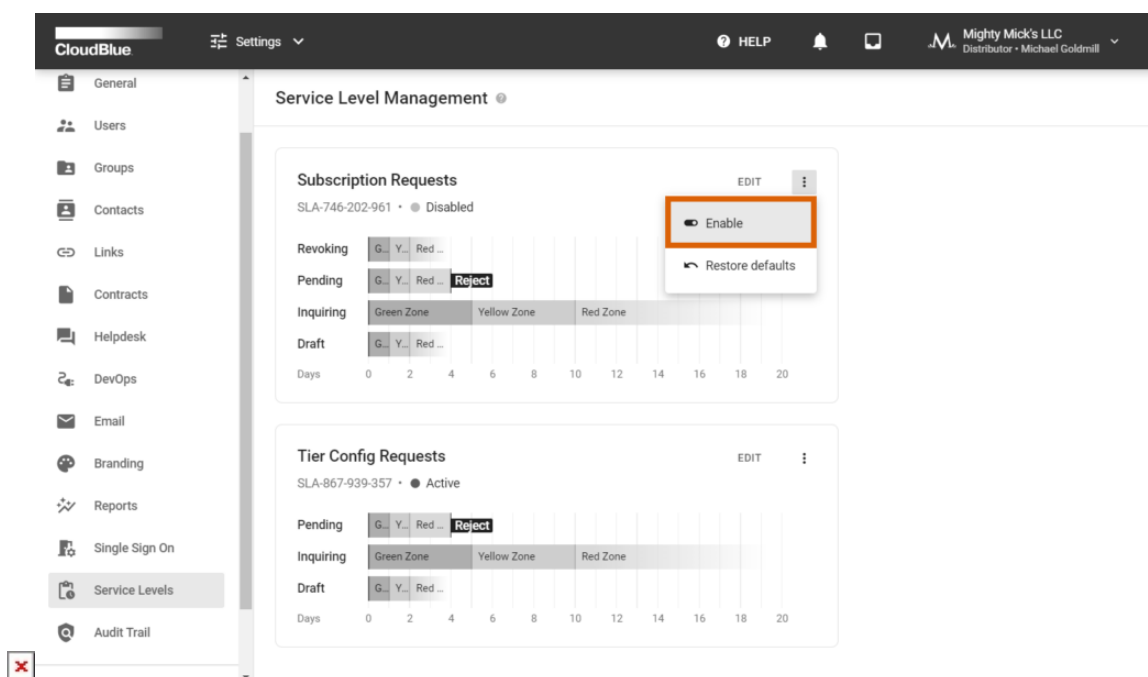 CloudBlue.
Settings
HELP
Mighty Mick's LLC
Distributor • Michael Goldmill
General
Users
Groups
Contacts
Links
Contracts
Helpdesk
DevOps
Email
Branding
Reports
Single Sign On
Service Levels
Audit Trail
Service Level Management
Subscription Requests
EDIT
SLA-746-202-961 • Disabled
Enable
Restore defaults
Revoking G... Y... Red ...
Pending G... Y... Red ... Reject
Inquiring Green Zone Yellow Zone Red Zone
Draft G... Y... Red ...
Days 0 2 4 6 8 10 12 14 16 18 20
Tier Config Requests
EDIT
SLA-867-939-357 • Active
Pending G... Y... Red ... Reject
Inquiring Green Zone Yellow Zone Red Zone
Draft G... Y... Red ...
Days 0 2 4 6 8 10 12 14 16 18 20